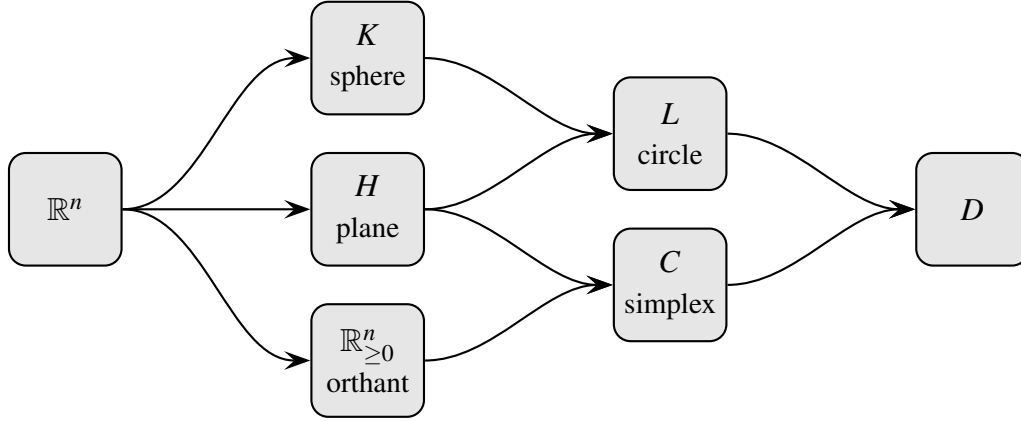 ℝⁿ
K
sphere
H
plane
ℝⁿ≥0
orthant
L
circle
C
simplex
D